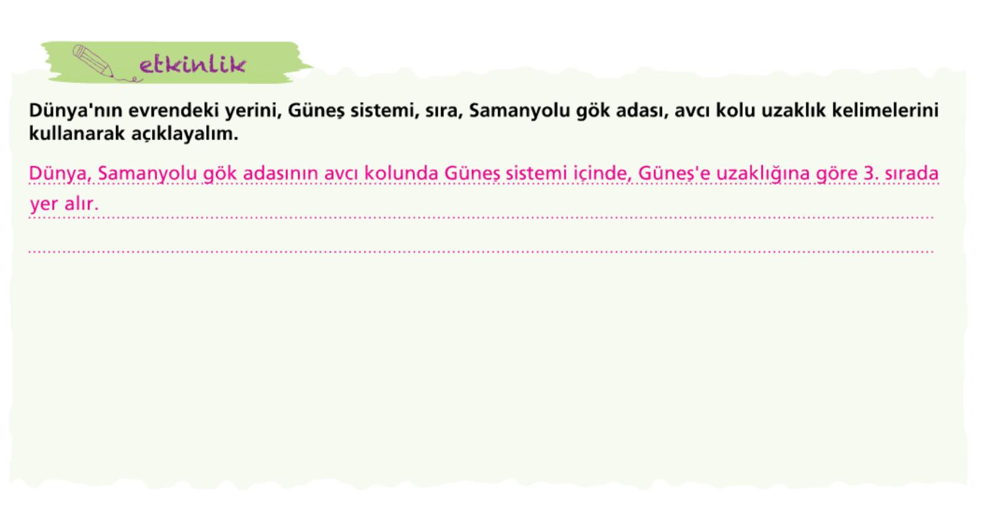 etkinlik
Dünya'nın evrendeki yerini, Güneş sistemi, sıra, Samanyolu gök adası, avcı kolu uzaklık kelimelerini
kullanarak açıklayalım.
Dünya, Samanyolu gök adasının avcı kolunda Güneş sistemi içinde, Güneş'e uzaklığına göre 3. sırada
yer alır.